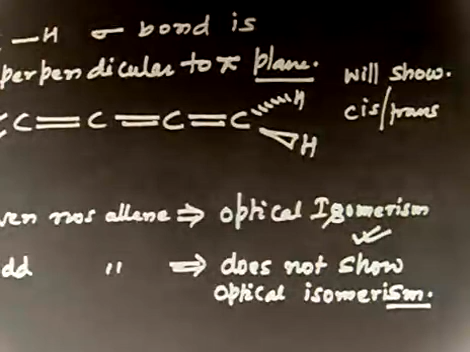 —H σ bond is
perpendicular to π plane.
will show.
cis/trans
C=C=C=C
H
H
ven nos allene ⇒ optical Isomerism
dd " ⇒ does not show
optical isomerism.